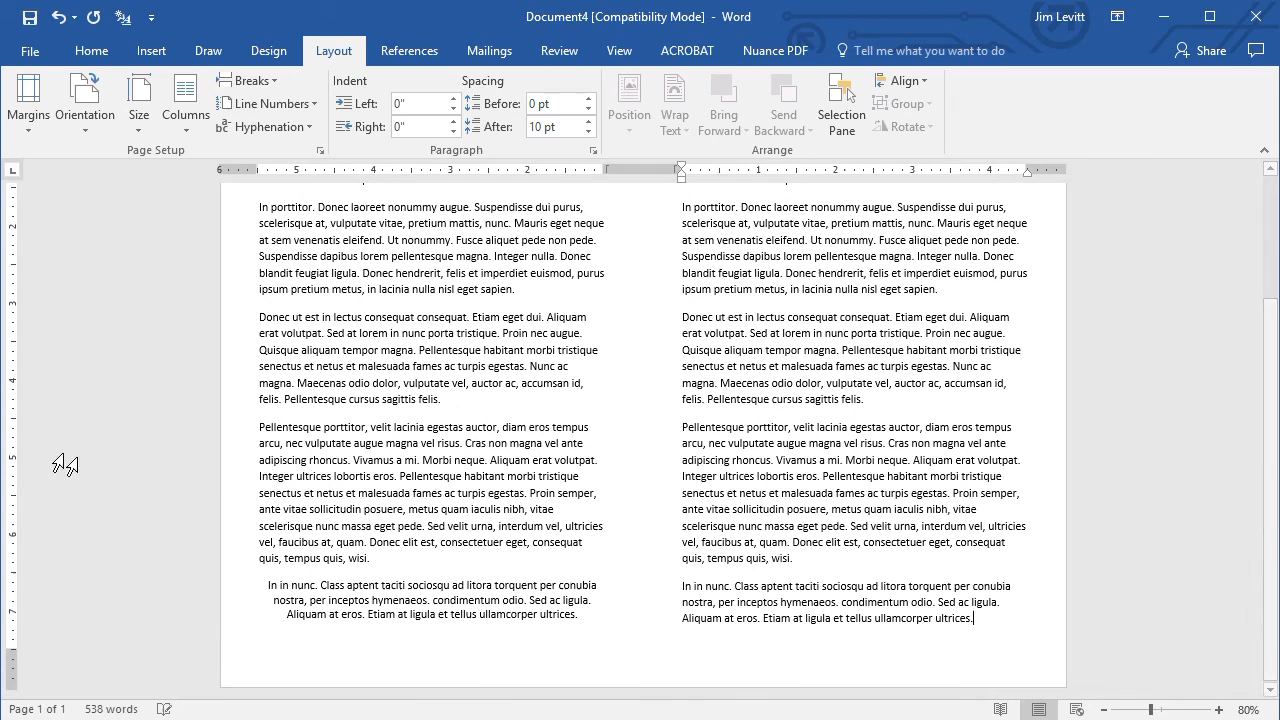 Document4 [Compatibility Mode] - Word
Jim Levitt
File Home Insert Draw Design Layout References Mailings Review View ACROBAT Nuance PDF Tell me what you want to do Share
Margins Orientation Size Columns
Breaks
Line Numbers
Hyphenation
Page Setup
Indent
Left: 0"
Right: 0"
Spacing
Before: 0 pt
After: 10 pt
Paragraph
Position
Wrap Text
Bring Forward
Send Backward
Selection Pane
Align
Group
Rotate
Arrange
6 5 4 3 2 1 2 3 4
2
3
4
5
6
7
In porttitor. Donec laoreet nonummy augue. Suspendisse dui purus,
scelerisque at, vulputate vitae, pretium mattis, nunc. Mauris eget neque
at sem venenatis eleifend. Ut nonummy. Fusce aliquet pede non pede.
Suspendisse dapibus lorem pellentesque magna. Integer nulla. Donec
blandit feugiat ligula. Donec hendrerit, felis et imperdiet euismod, purus
ipsum pretium metus, in lacinia nulla nisl eget sapien.
Donec ut est in lectus consequat consequat. Etiam eget dui. Aliquam
erat volutpat. Sed at lorem in nunc porta tristique. Proin nec augue.
Quisque aliquam tempor magna. Pellentesque habitant morbi tristique
senectus et netus et malesuada fames ac turpis egestas. Nunc ac
magna. Maecenas odio dolor, vulputate vel, auctor ac, accumsan id,
felis. Pellentesque cursus sagittis felis.
Pellentesque porttitor, velit lacinia egestas auctor, diam eros tempus
arcu, nec vulputate augue magna vel risus. Cras non magna vel ante
adipiscing rhoncus. Vivamus a mi. Morbi neque. Aliquam erat volutpat.
Integer ultrices lobortis eros. Pellentesque habitant morbi tristique
senectus et netus et malesuada fames ac turpis egestas. Proin semper,
ante vitae sollicitudin posuere, metus quam iaculis nibh, vitae
scelerisque nunc massa eget pede. Sed velit urna, interdum vel, ultricies
vel, faucibus at, quam. Donec elit est, consectetuer eget, consequat
quis, tempus quis, wisi.
In in nunc. Class aptent taciti sociosqu ad litora torquent per conubia
nostra, per inceptos hymenaeos. condimentum odio. Sed ac ligula.
Aliquam at eros. Etiam at ligula et tellus ullamcorper ultrices.
In porttitor. Donec laoreet nonummy augue. Suspendisse dui purus,
scelerisque at, vulputate vitae, pretium mattis, nunc. Mauris eget neque
at sem venenatis eleifend. Ut nonummy. Fusce aliquet pede non pede.
Suspendisse dapibus lorem pellentesque magna. Integer nulla. Donec
blandit feugiat ligula. Donec hendrerit, felis et imperdiet euismod, purus
ipsum pretium metus, in lacinia nulla nisl eget sapien.
Donec ut est in lectus consequat consequat. Etiam eget dui. Aliquam
erat volutpat. Sed at lorem in nunc porta tristique. Proin nec augue.
Quisque aliquam tempor magna. Pellentesque habitant morbi tristique
senectus et netus et malesuada fames ac turpis egestas. Nunc ac
magna. Maecenas odio dolor, vulputate vel, auctor ac, accumsan id,
felis. Pellentesque cursus sagittis felis.
Pellentesque porttitor, velit lacinia egestas auctor, diam eros tempus
arcu, nec vulputate augue magna vel risus. Cras non magna vel ante
adipiscing rhoncus. Vivamus a mi. Morbi neque. Aliquam erat volutpat.
Integer ultrices lobortis eros. Pellentesque habitant morbi tristique
senectus et netus et malesuada fames ac turpis egestas. Proin semper,
ante vitae sollicitudin posuere, metus quam iaculis nibh, vitae
scelerisque nunc massa eget pede. Sed velit urna, interdum vel, ultricies
vel, faucibus at, quam. Donec elit est, consectetuer eget, consequat
quis, tempus quis, wisi.
In in nunc. Class aptent taciti sociosqu ad litora torquent per conubia
nostra, per inceptos hymenaeos. condimentum odio. Sed ac ligula.
Aliquam at eros. Etiam at ligula et tellus ullamcorper ultrices.
Page 1 of 1 538 words 80%